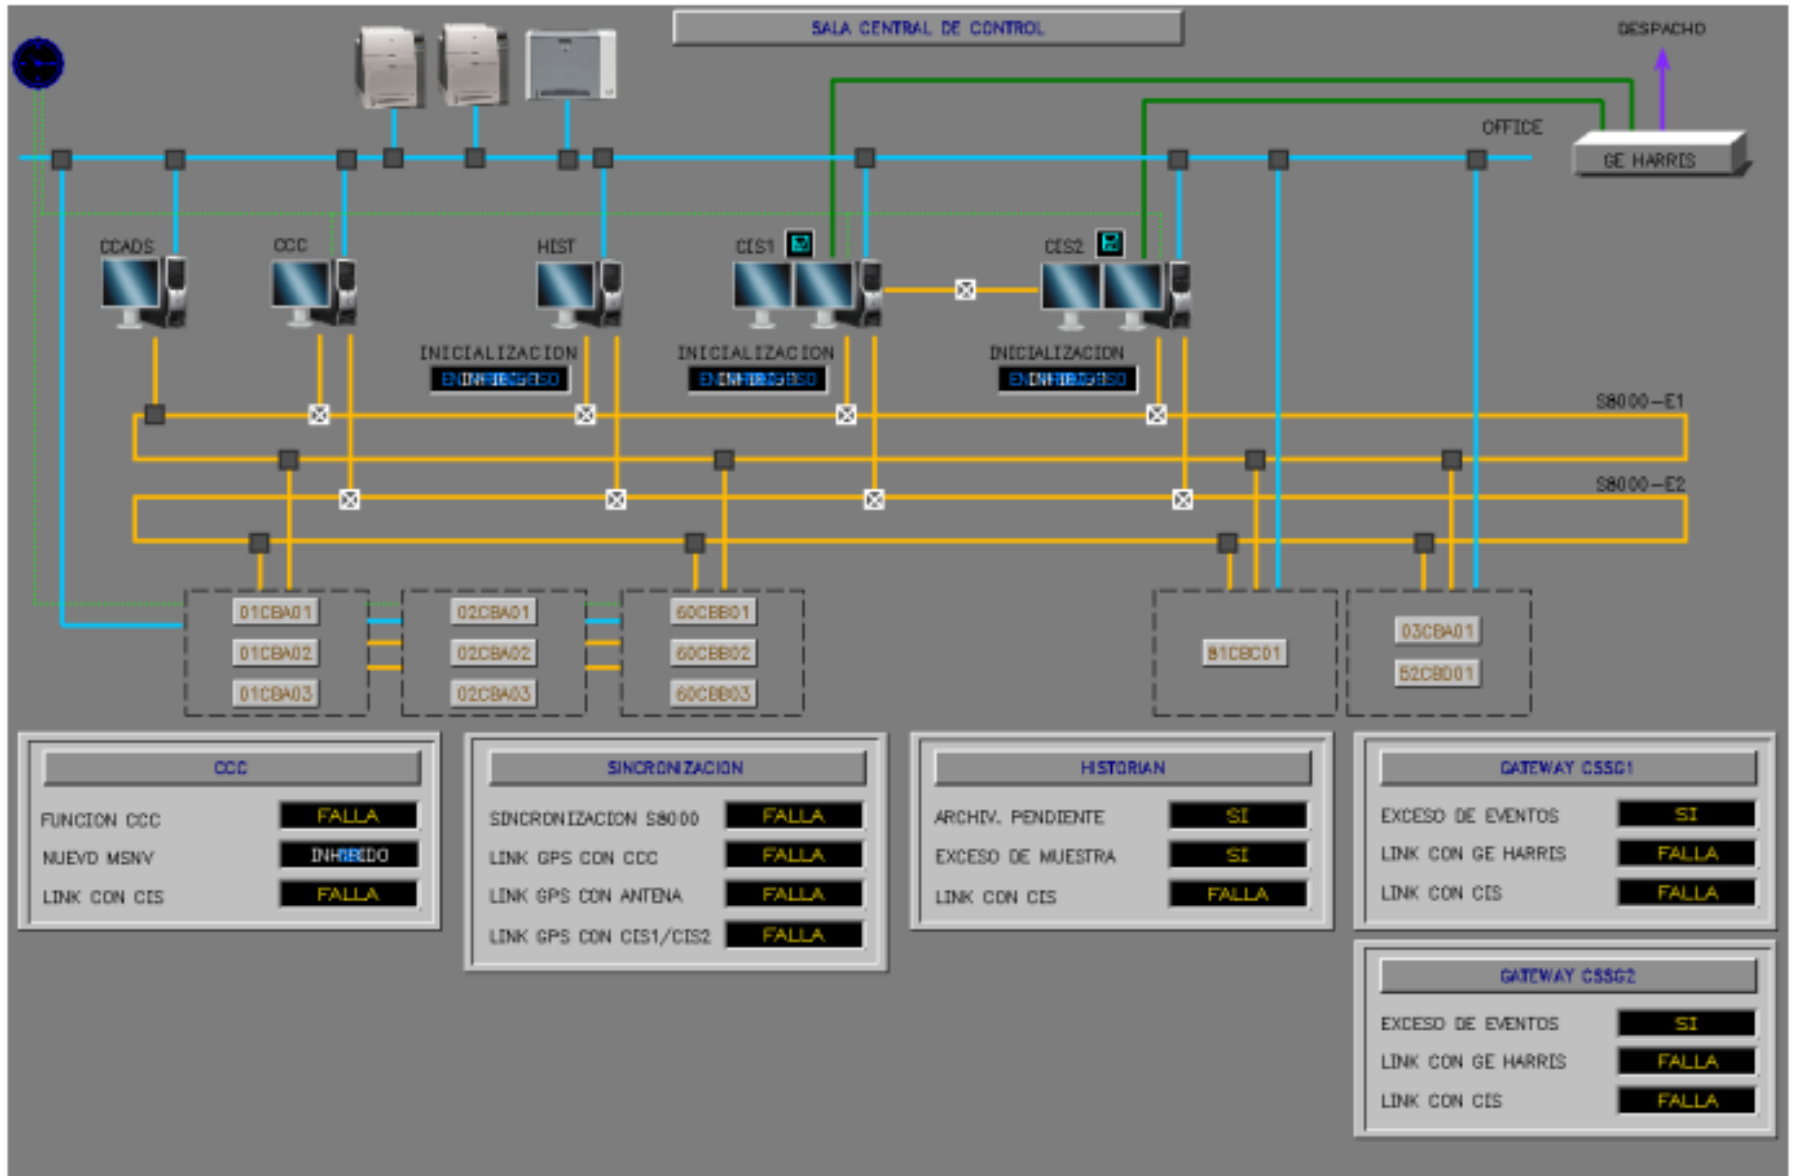 SALA CENTRAL DE CONTROL
DESPACHO
OFFICE
GE HARRIS
CCADS
CCC
HIST
CIS1
CIS2
INICIALIZACION
INICIALIZACION
INICIALIZACION
S8000-E1
S8000-E2
01CBA01
02CBA01
60CBB01
01CBA02
02CBA02
60CBB02
01CBA03
02CBA03
60CBB03
81CBC01
03CBA01
52CBD01
CCC
FUNCION CCC FALLA
NUEVO MSNV
LINK CON CIS FALLA
SINCRONIZACION
SINCRONIZACION S8000 FALLA
LINK GPS CON CCC FALLA
LINK GPS CON ANTENA FALLA
LINK GPS CON CIS1/CIS2 FALLA
HISTORIAN
ARCHIV. PENDIENTE SI
EXCESO DE MUESTRA SI
LINK CON CIS FALLA
GATEWAY CSSG1
EXCESO DE EVENTOS SI
LINK CON GE HARRIS FALLA
LINK CON CIS FALLA
GATEWAY CSSG2
EXCESO DE EVENTOS SI
LINK CON GE HARRIS FALLA
LINK CON CIS FALLA